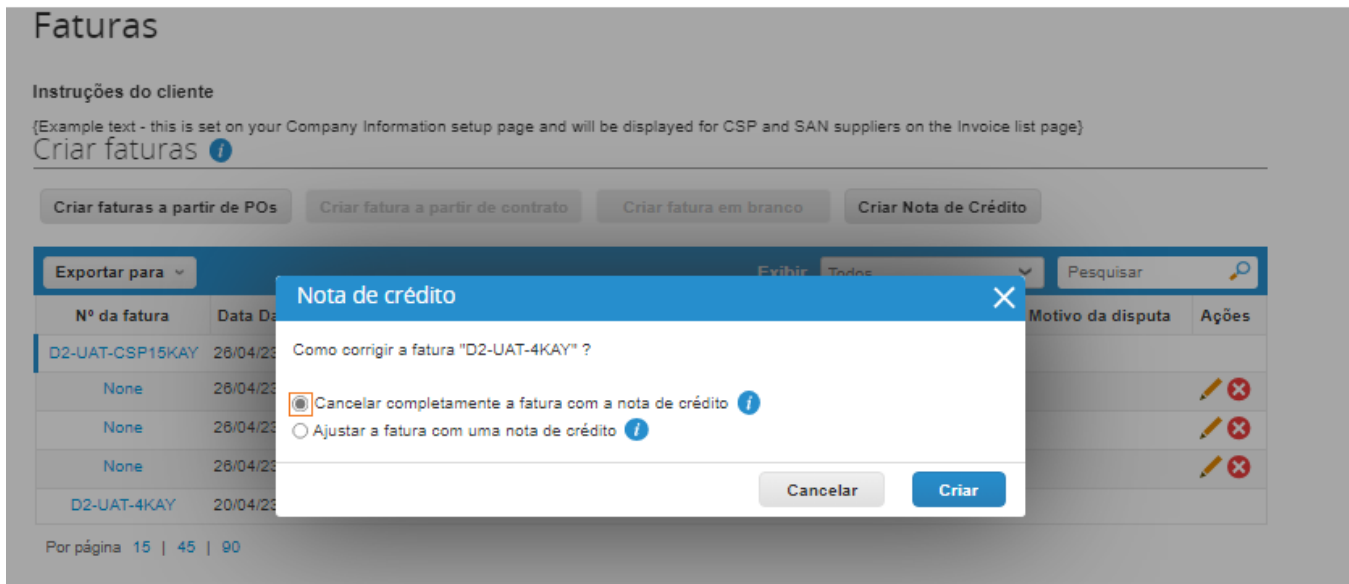 Faturas
Instruções do cliente
{Example text - this is set on your Company Information setup page and will be displayed for CSP and SAN suppliers on the Invoice list page}
Criar faturas i
Criar faturas a partir de POs Criar fatura a partir de contrato Criar fatura em branco Criar Nota de Crédito
Exportar para Exibir Todos Pesquisar
Nota de crédito
Nº da fatura Data Da Motivo da disputa Ações
D2-UAT-CSP15KAY 26/04/23 Como corrigir a fatura "D2-UAT-4KAY" ?
None 26/04/23 Cancelar completamente a fatura com a nota de crédito i
None 26/04/23 Ajustar a fatura com uma nota de crédito i
None 26/04/23
Cancelar Criar
D2-UAT-4KAY 20/04/23
Por página 15 | 45 | 90